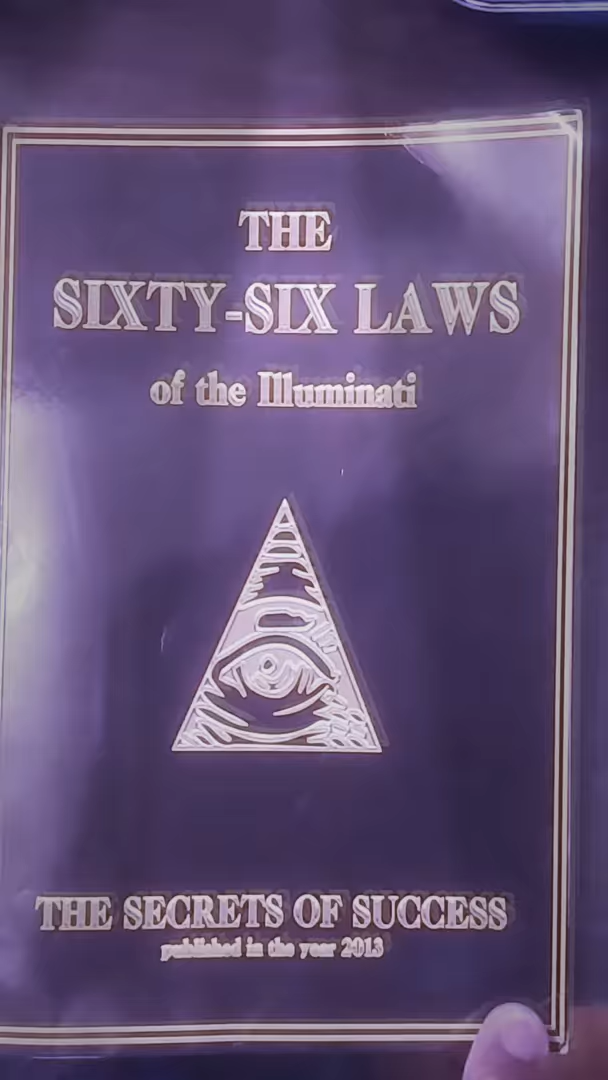 THE
SIXTY-SIX LAWS
of the Illuminati
THE SECRETS OF SUCCESS
published in the year 2013